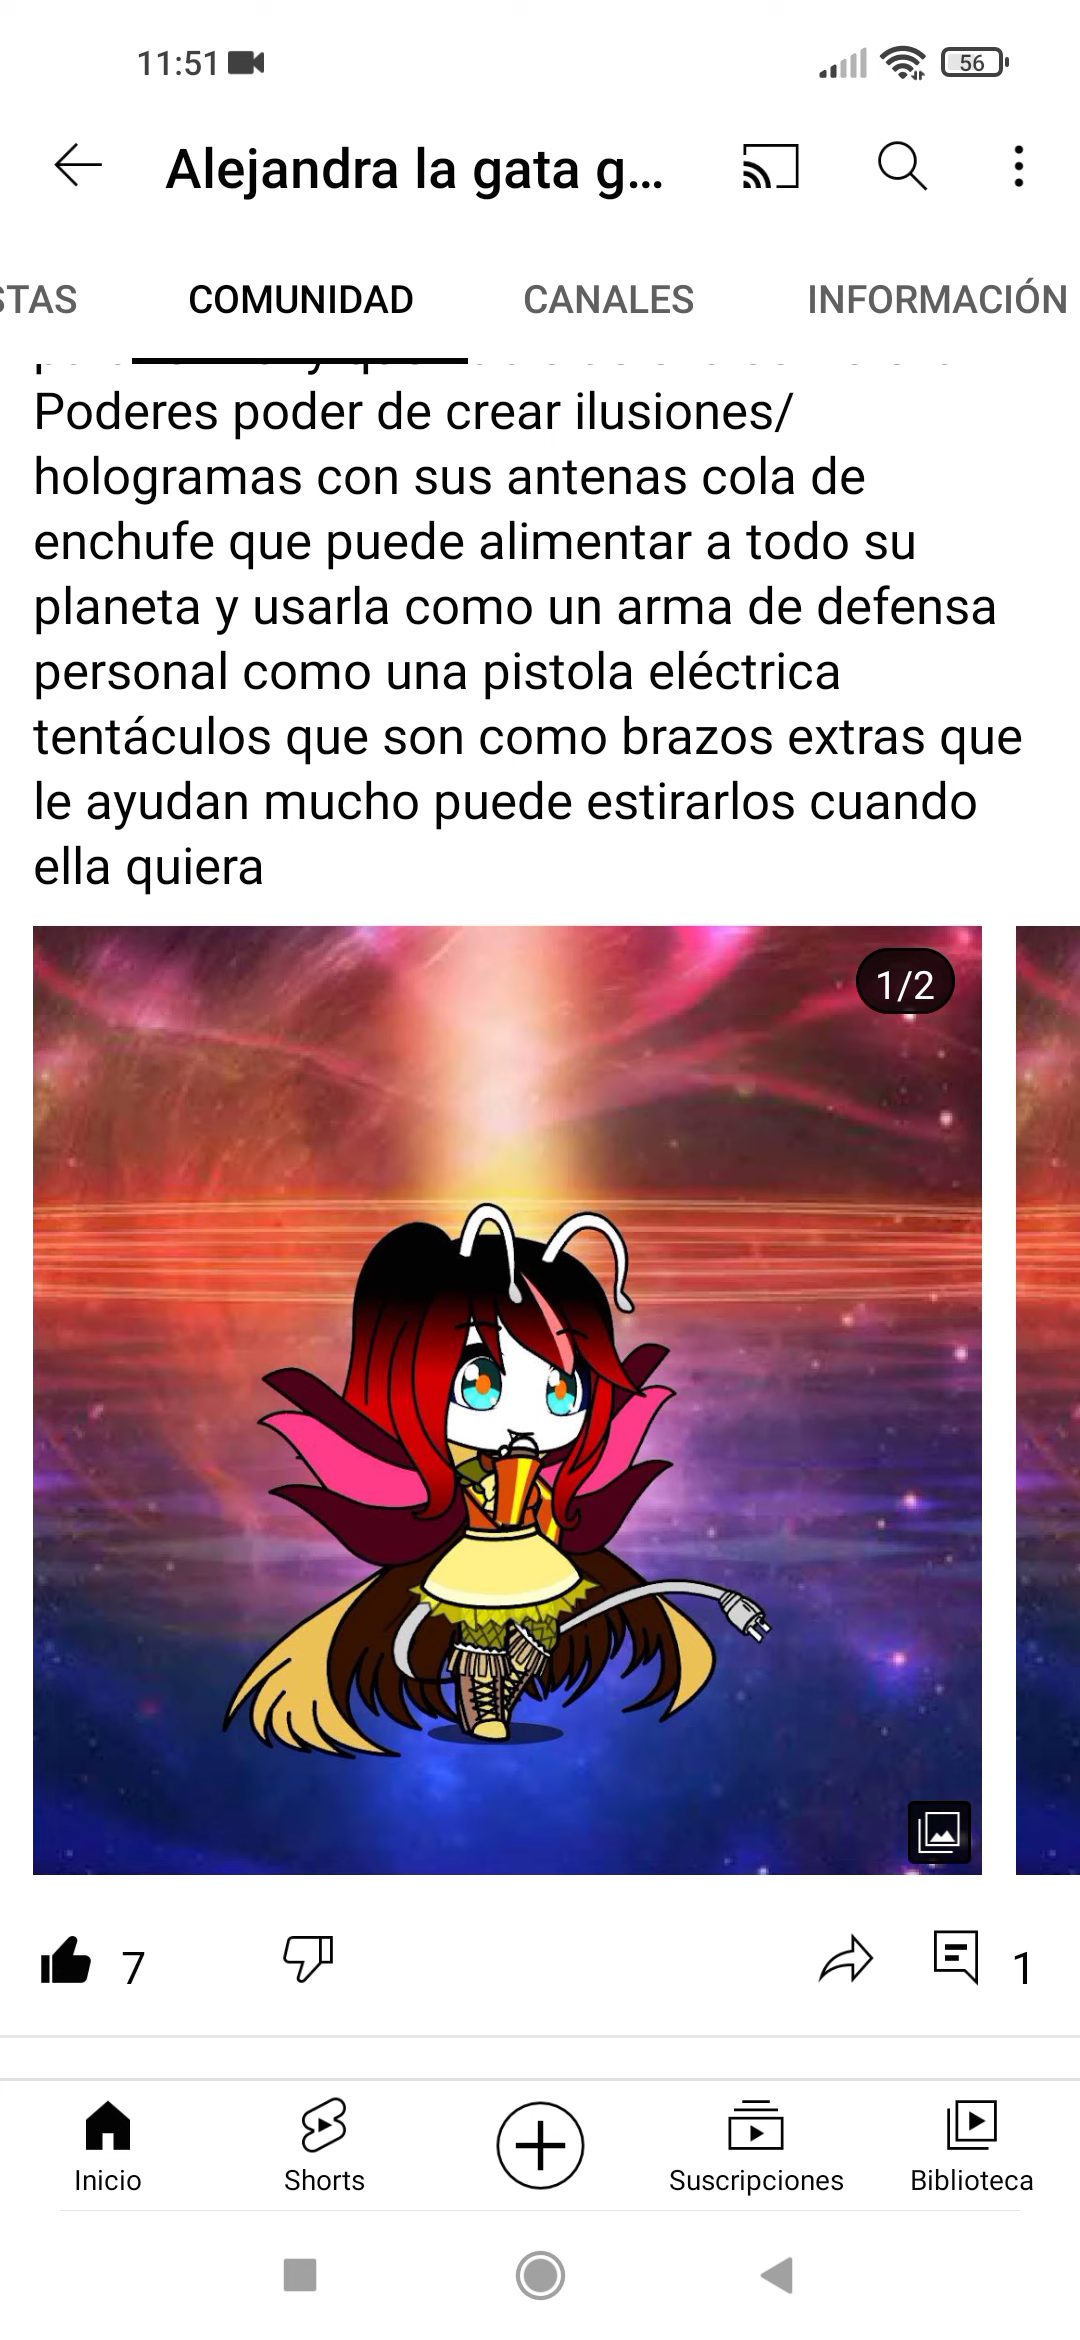 11:51
56
Alejandra la gata g...
STAS
COMUNIDAD
CANALES
INFORMACIÓN
Poderes poder de crear ilusiones/
hologramas con sus antenas cola de
enchufe que puede alimentar a todo su
planeta y usarla como un arma de defensa
personal como una pistola eléctrica
tentáculos que son como brazos extras que
le ayudan mucho puede estirarlos cuando
ella quiera
1/2
7
1
Inicio
Shorts
Suscripciones
Biblioteca